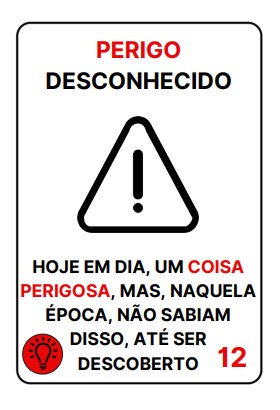 PERIGO
DESCONHECIDO
HOJE EM DIA, UM COISA
PERIGOSA, MAS, NAQUELA
ÉPOCA, NÃO SABIAM
DISSO, ATÉ SER
DESCOBERTO
12